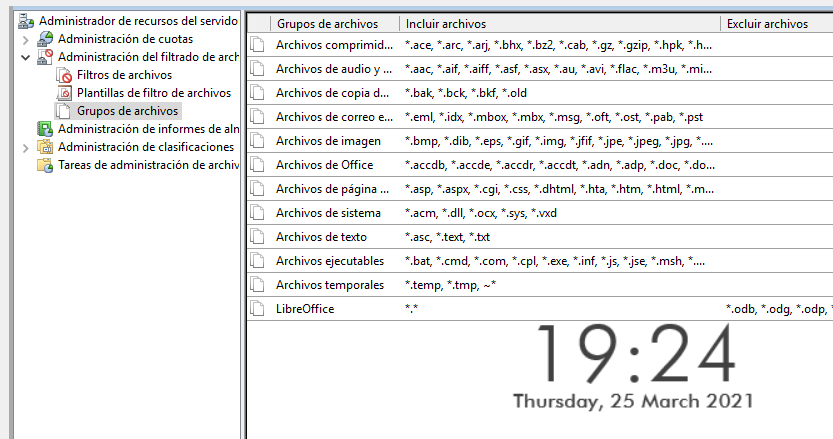 Administrador de recursos del servido
Administración de cuotas
Administración del filtrado de arch
Filtros de archivos
Plantillas de filtro de archivos
Grupos de archivos
Administración de informes de alm
Administración de clasificaciones
Tareas de administración de archiv
Grupos de archivos Incluir archivos Excluir archivos
Archivos comprimid... *.ace, *.arc, *.arj, *.bhx, *.bz2, *.cab, *.gz, *.gzip, *.hpk, *.h...
Archivos de audio y ... *.aac, *.aif, *.aiff, *.asf, *.asx, *.au, *.avi, *.flac, *.m3u, *.mi...
Archivos de copia d... *.bak, *.bck, *.bkf, *.old
Archivos de correo e... *.eml, *.idx, *.mbox, *.mbx, *.msg, *.oft, *.ost, *.pab, *.pst
Archivos de imagen *.bmp, *.dib, *.eps, *.gif, *.img, *.jfif, *.jpe, *.jpeg, *.jpg, *....
Archivos de Office *.accdb, *.accde, *.accdr, *.accdt, *.adn, *.adp, *.doc, *.do...
Archivos de página ... *.asp, *.aspx, *.cgi, *.css, *.dhtml, *.hta, *.htm, *.html, *.m...
Archivos de sistema *.acm, *.dll, *.ocx, *.sys, *.vxd
Archivos de texto *.asc, *.text, *.txt
Archivos ejecutables *.bat, *.cmd, *.com, *.cpl, *.exe, *.inf, *.js, *.jse, *.msh, *....
Archivos temporales *.temp, *.tmp, ~*
LibreOffice *.* *.odb, *.odg, *.odp, *
19:24
Thursday, 25 March 2021